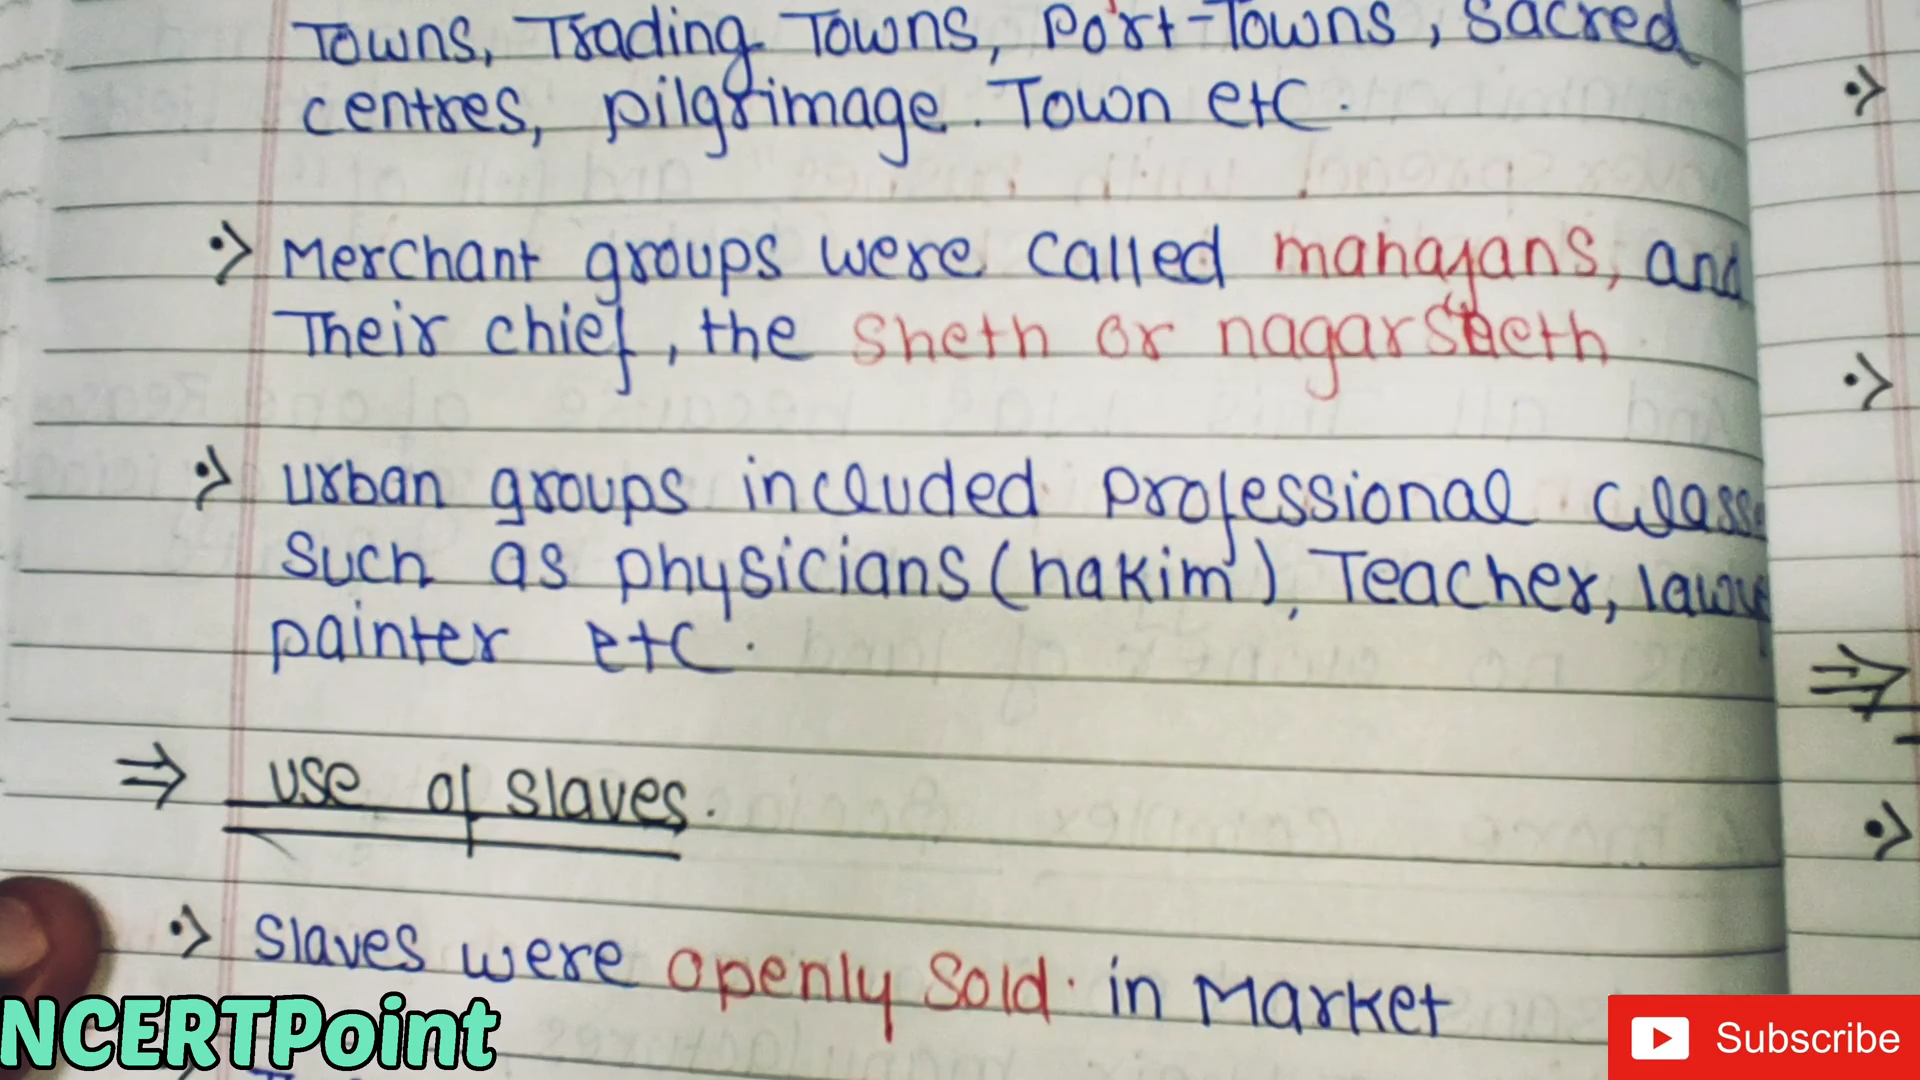 Towns, Trading Towns, Port-Towns, Sacred
centres, pilgrimage. Town etc.
Merchant groups were called mahajans, and
Their chief, the Sheth or nagarsheth
urban groups included Professional
Such as physicians (hakim), Teacher,
painter etc.
⇒ use of slaves.
Slaves were openly sold in Market
NCERTPoint
Subscribe